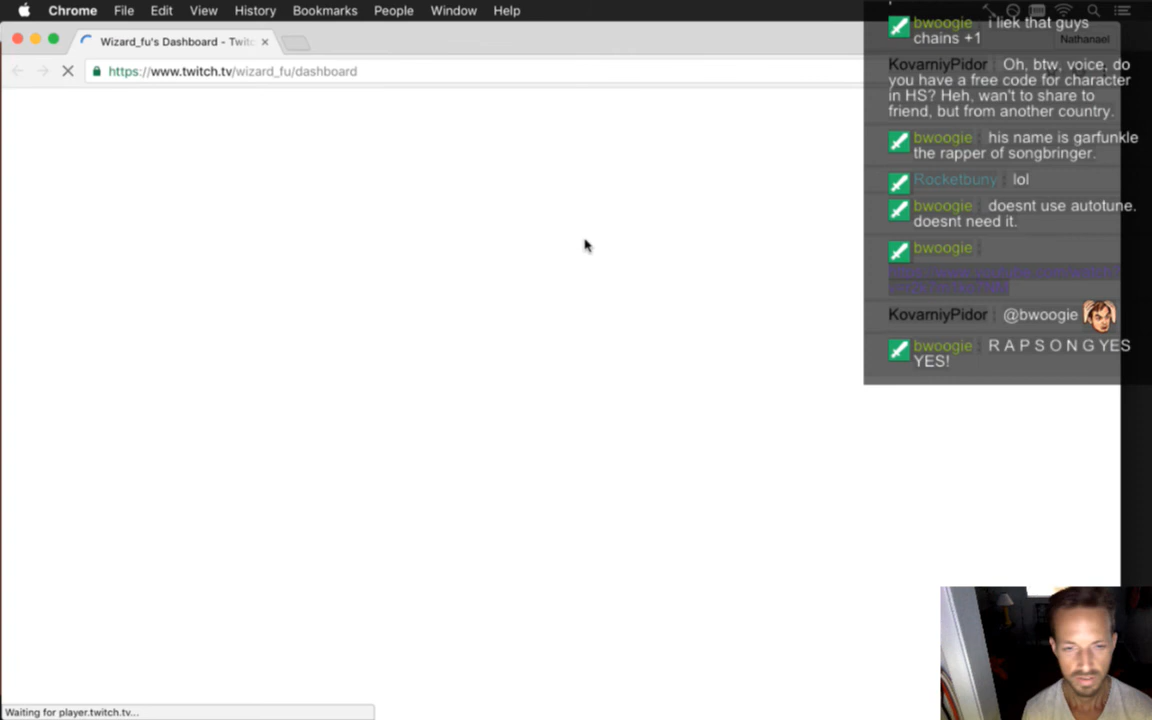 Chrome File Edit View History Bookmarks People Window Help
Wizard_fu's Dashboard - Twitc
Nathanael
https://www.twitch.tv/wizard_fu/dashboard
bwoogie : i liek that guys
chains +1
KovarniyPidor : Oh, btw, voice, do
you have a free code for character
in HS? Heh, wan't to share to
friend, but from another country.
bwoogie : his name is garfunkle
the rapper of songbringer.
Rocketbuny : lol
bwoogie : doesnt use autotune.
doesnt need it.
bwoogie :
KovarniyPidor : @bwoogie
bwoogie : R A P S O N G YES
YES!
Waiting for player.twitch.tv...